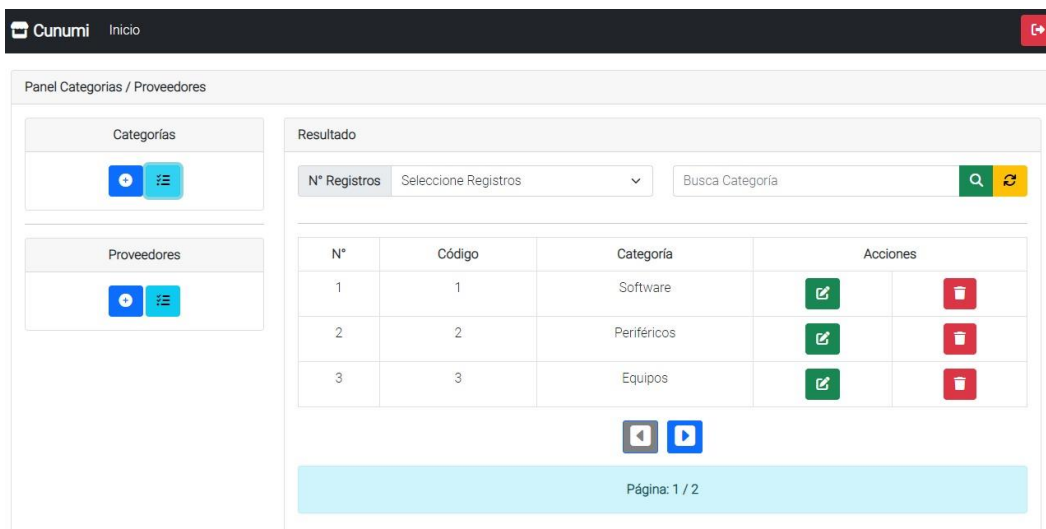 Cunumi Inicio
Panel Categorias / Proveedores
Categorías
Proveedores
Resultado
N° Registros Seleccione Registros Busca Categoría
N° Código Categoría Acciones
1 1 Software
2 2 Periféricos
3 3 Equipos
Página: 1 / 2